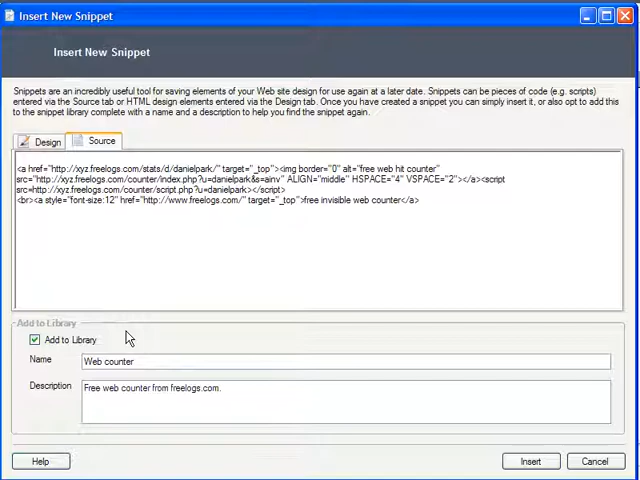 Insert New Snippet
Insert New Snippet
Snippets are an incredibly useful tool for saving elements of your Web site design for use again at a later date. Snippets can be pieces of code (e.g. scripts)
entered via the Source tab or HTML design elements entered via the Design tab. Once you have created a snippet you can simply insert it, or also opt to add this
to the snippet library complete with a name and a description to help you find the snippet again.
Design Source
<a href="http://xyz.freelogs.com/stats/d/danielpark/" target="_top"><img border="0" alt="free web hit counter"
src="http://xyz.freelogs.com/counter/index.php?u=danielpark&s=ainv" ALIGN="middle" HSPACE="4" VSPACE="2"></a><script
src=http://xyz.freelogs.com/counter/script.php?u=danielpark></script>
<br><a style="font-size:12" href="http://www.freelogs.com/" target="_top">free invisible web counter</a>
Add to Library
Add to Library
Name Web counter
Description Free web counter from freelogs.com.
Help Insert Cancel